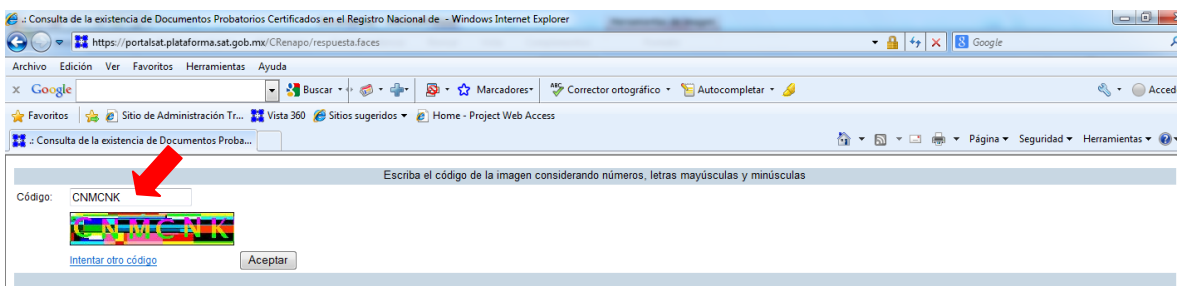 .: Consulta de la existencia de Documentos Probatorios Certificados en el Registro Nacional de - Windows Internet Explorer
https://portalsat.plataforma.sat.gob.mx/CRenapo/respuesta.faces
Google
Archivo Edición Ver Favoritos Herramientas Ayuda
x Google Buscar Marcadores ABC Corrector ortográfico Autocompletar Acced
Favoritos Sitio de Administración Tr... Vista 360 Sitios sugeridos Home - Project Web Access
.: Consulta de la existencia de Documentos Proba... Página Seguridad Herramientas
Escriba el código de la imagen considerando números, letras mayúsculas y minúsculas
Código: CNMCNK
CNMCNK
Intentar otro código Aceptar